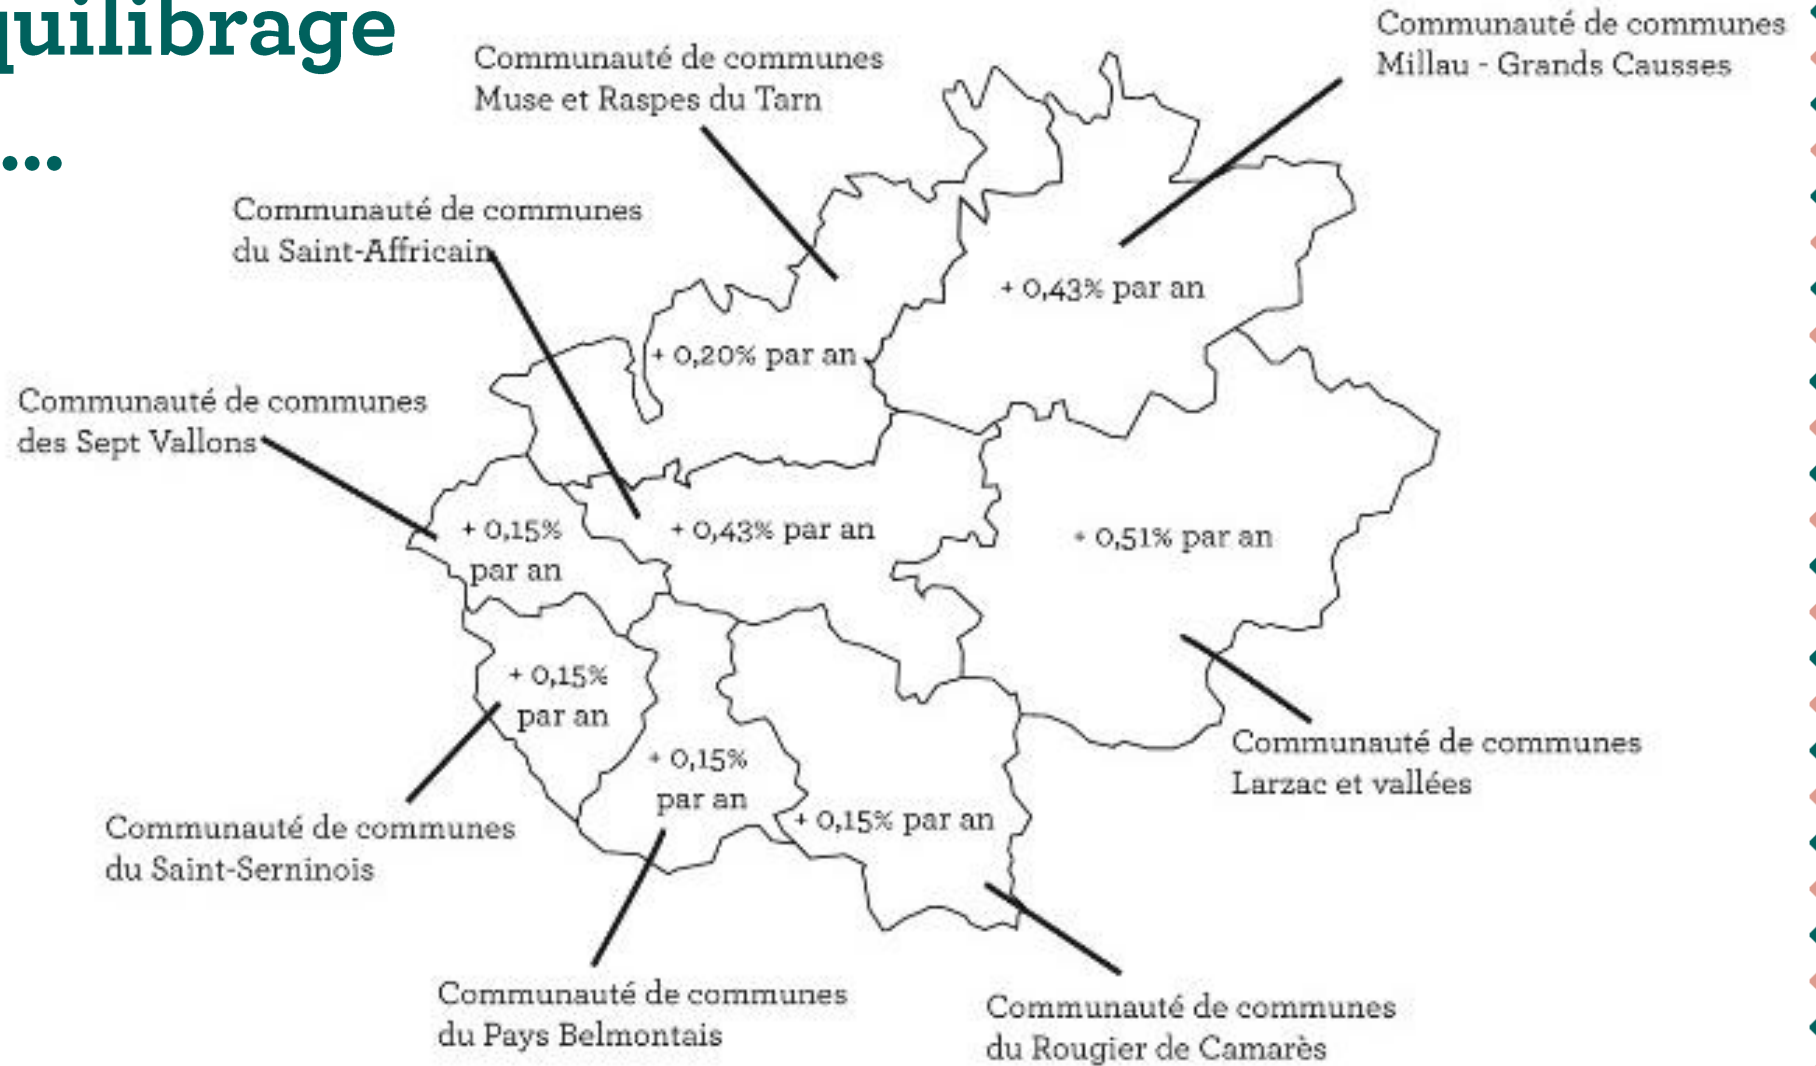 quilibrage
...
Communauté de communes
Millau - Grands Causses
Communauté de communes
Muse et Raspes du Tarn
Communauté de communes
du Saint-Affricain
+ 0,43% par an
+ 0,20% par an
Communauté de communes
des Sept Vallons
+ 0,15%
par an
+ 0,43% par an
+ 0,51% par an
+ 0,15%
par an
+ 0,15%
par an
+ 0,15% par an
Communauté de communes
Larzac et vallées
Communauté de communes
du Saint-Serninois
Communauté de communes
du Pays Belmontais
Communauté de communes
du Rougier de Camarès